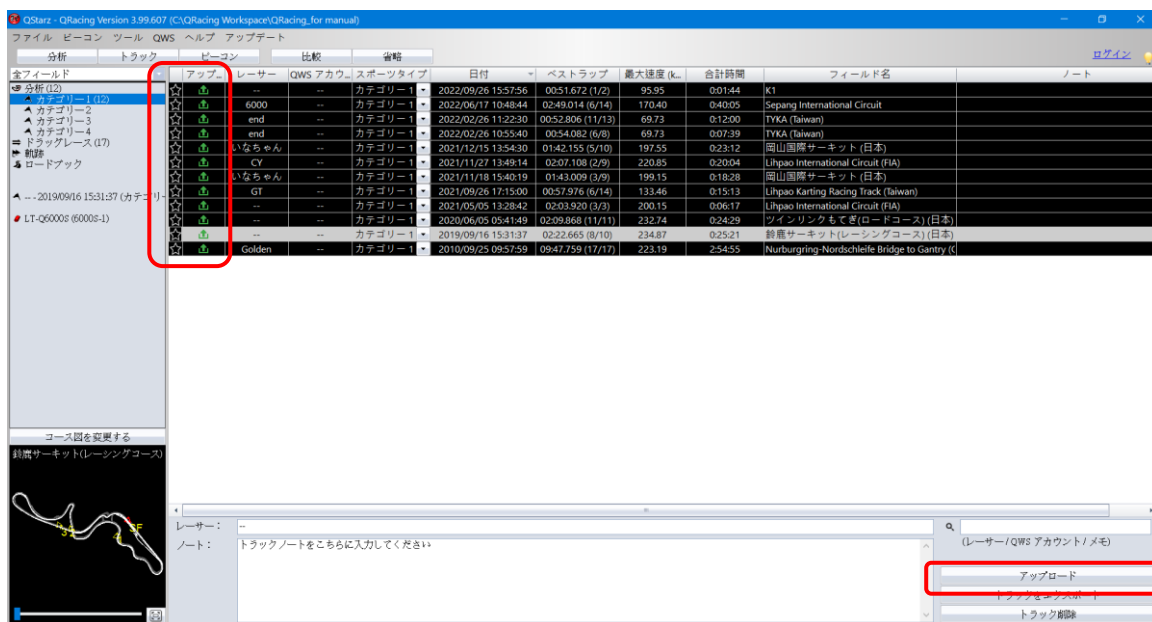 QStarz - QRacing Version 3.99.607 (C:\QRacing Workspace\QRacing_for manual)
ファイル ビーコン ツール QWS ヘルプ アップデート
分析 トラック ビーコン 比較 省略 ログイン
全フィールド アップ... レーサー QWS アカウ... スポーツタイプ 日付 ベストラップ 最大速度 (k... 合計時間 フィールド名 ノート
分析 (12)
カテゴリー 1 (12)
カテゴリー 2
カテゴリー 3
カテゴリー 4
ドラッグレース (17)
軌跡
ロードブック
-- - 2019/09/16 15:31:37 (カテゴリ-
LT-Q6000S (6000S-1)
-- -- カテゴリー 1 2022/09/26 15:57:56 00:51.672 (1/2) 95.95 0:01:44 K1
6000 -- カテゴリー 1 2022/06/17 10:48:44 02:49.014 (6/14) 170.40 0:40:05 Sepang International Circuit
end -- カテゴリー 1 2022/02/26 11:22:30 00:52.806 (11/13) 69.73 0:12:00 TYKA (Taiwan)
end -- カテゴリー 1 2022/02/26 10:55:40 00:54.082 (6/8) 69.73 0:07:39 TYKA (Taiwan)
いなちゃん -- カテゴリー 1 2021/12/15 13:54:30 01:42.155 (5/10) 197.55 0:23:12 岡山国際サーキット (日本)
CY -- カテゴリー 1 2021/11/27 13:49:14 02:07.108 (2/9) 220.85 0:20:04 Lihpao International Circuit (FIA)
いなちゃん -- カテゴリー 1 2021/11/18 15:40:19 01:43.009 (3/9) 199.15 0:18:28 岡山国際サーキット (日本)
GT -- カテゴリー 1 2021/09/26 17:15:00 00:57.976 (6/14) 133.46 0:15:13 Lihpao Karting Racing Track (Taiwan)
-- -- カテゴリー 1 2021/05/05 13:28:42 02:03.920 (3/3) 200.15 0:06:17 Lihpao International Circuit (FIA)
-- -- カテゴリー 1 2020/06/05 05:41:49 02:09.868 (11/11) 232.74 0:24:29 ツインリンクもてぎ(ロードコース) (日本)
-- -- カテゴリー 1 2019/09/16 15:31:37 02:22.665 (8/10) 234.87 0:25:21 鈴鹿サーキット(レーシングコース) (日本)
Golden -- カテゴリー 1 2010/09/25 09:57:59 09:47.759 (17/17) 223.19 2:54:55 Nurburgring-Nordschleife Bridge to Gantry (G
コース図を変更する
鈴鹿サーキット(レーシングコース)
SF
レーサー : --
ノート : トラックノートをこちらに入力してください
(レーサー / QWS アカウント / メモ)
アップロード
トラックをエクスポート
トラック削除